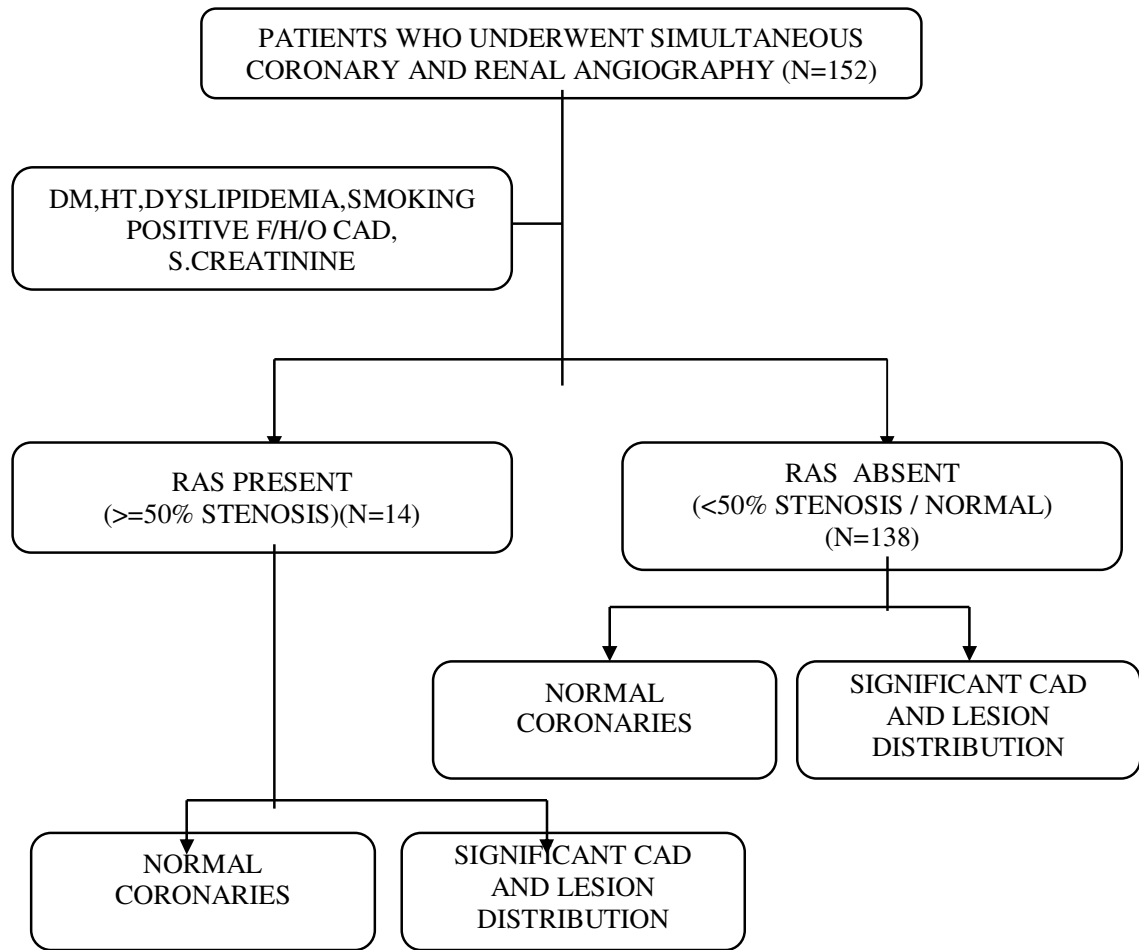 PATIENTS WHO UNDERWENT SIMULTANEOUS
CORONARY AND RENAL ANGIOGRAPHY (N=152)
DM,HT,DYSLIPIDEMIA,SMOKING
POSITIVE F/H/O CAD,
S.CREATININE
RAS PRESENT
(>=50% STENOSIS)(N=14)
RAS ABSENT
(<50% STENOSIS / NORMAL)
(N=138)
NORMAL
CORONARIES
SIGNIFICANT CAD
AND LESION
DISTRIBUTION
NORMAL
CORONARIES
SIGNIFICANT CAD
AND LESION
DISTRIBUTION